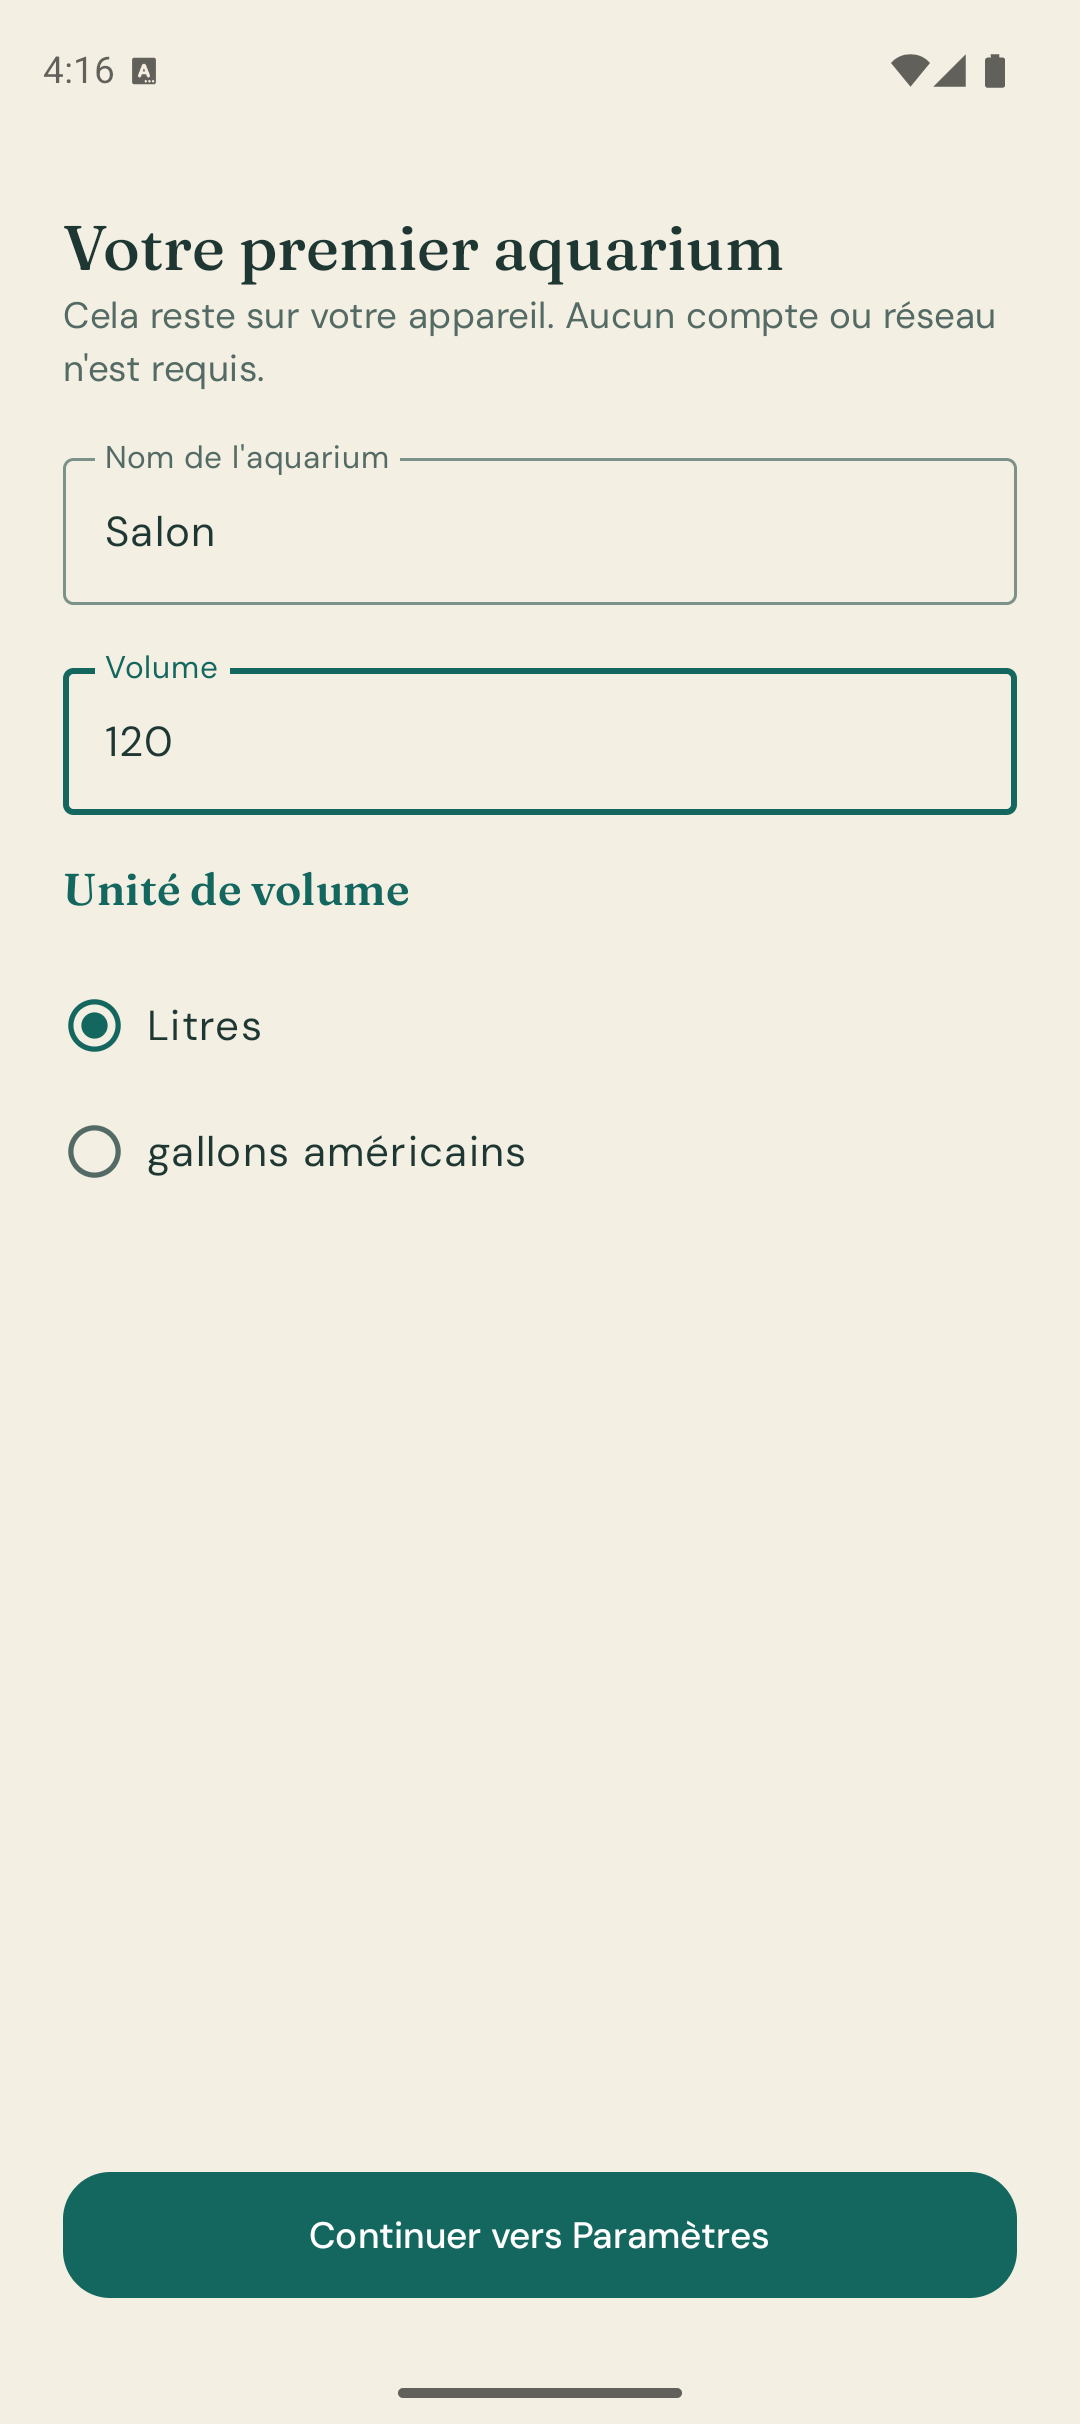 4:16
Votre premier aquarium
Cela reste sur votre appareil. Aucun compte ou réseau
n'est requis.
Nom de l'aquarium
Salon
Volume
120
Unité de volume
Litres
gallons américains
Continuer vers Paramètres